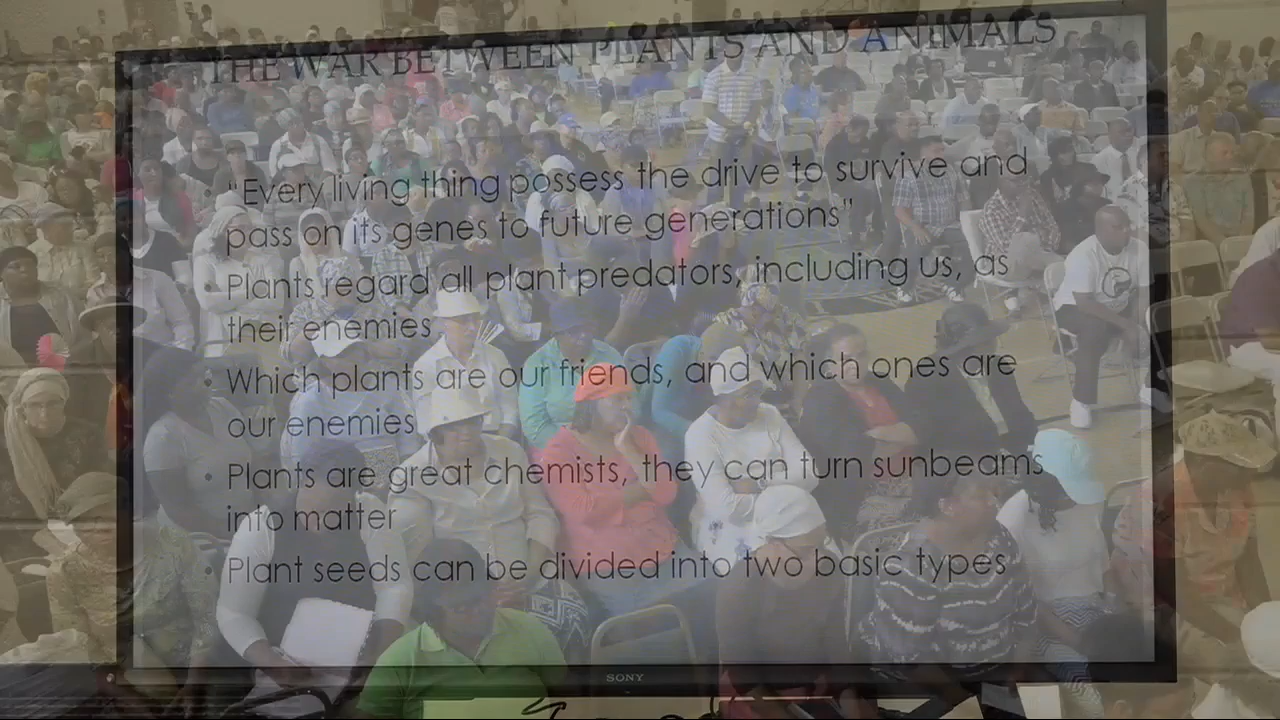 THE WAR BETWEEN PLANTS AND ANIMALS
• "Every living thing possess the drive to survive and
pass on its genes to future generations"
• Plants regard all plant predators, including us, as
their enemies
• Which plants are our friends, and which ones are
our enemies
• Plants are great chemists, they can turn sunbeams
into matter
• Plant seeds can be divided into two basic types
SONY